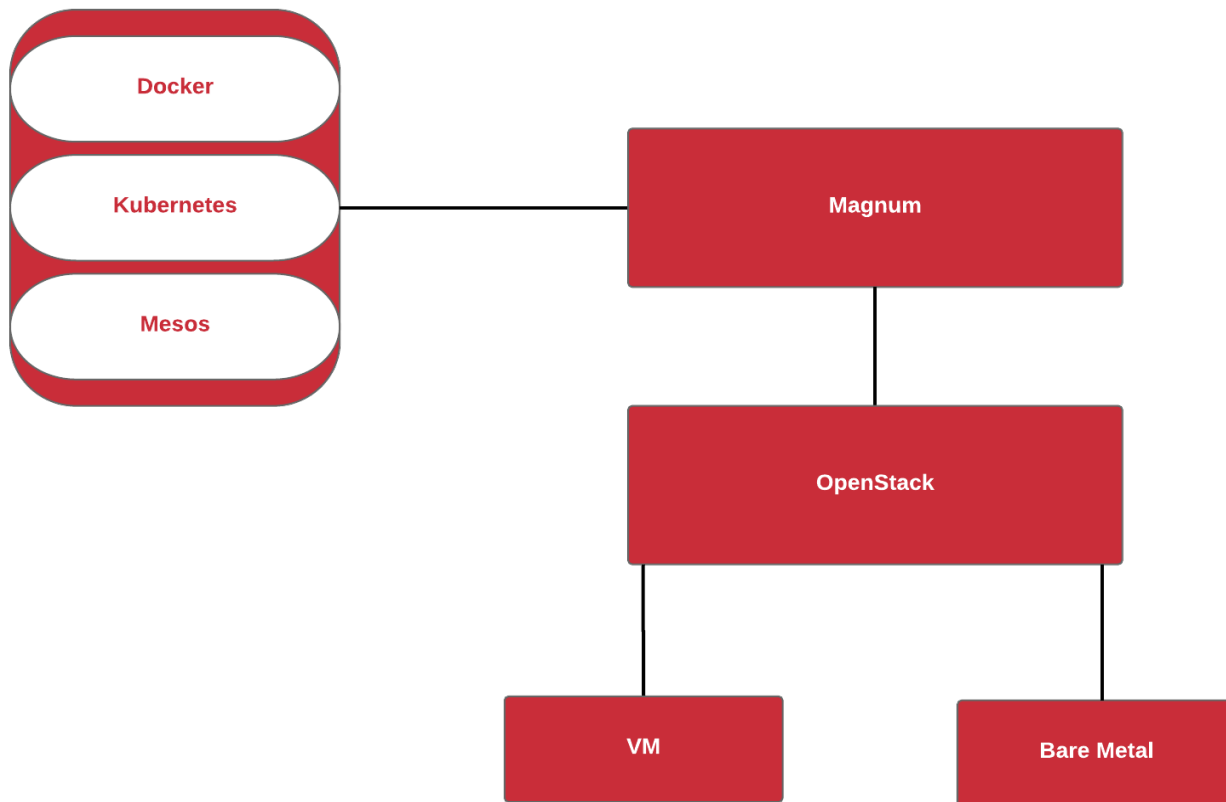 Docker
Kubernetes
Mesos
Magnum
OpenStack
VM
Bare Metal